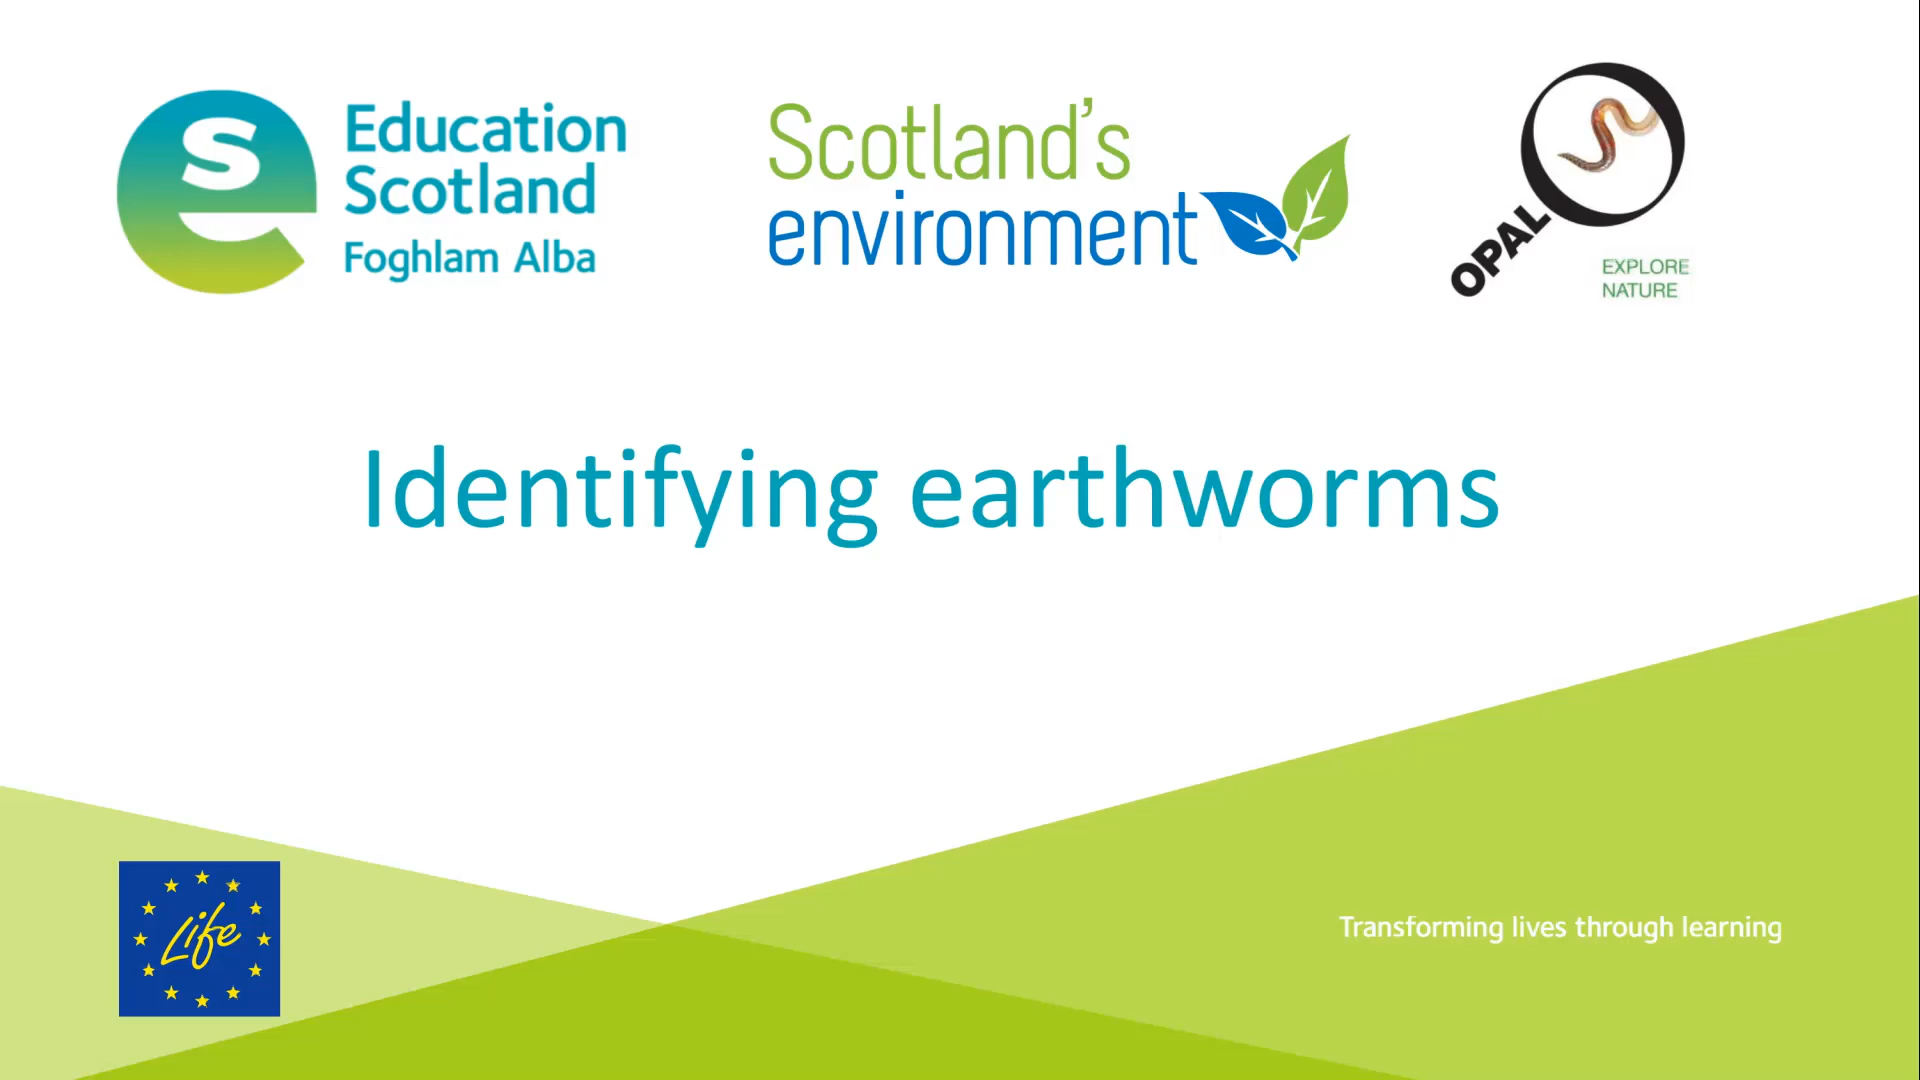 Education
Scotland
Foghlam Alba
Scotland's
environment
OPAL
EXPLORE
NATURE
Identifying earthworms
Life
Transforming lives through learning